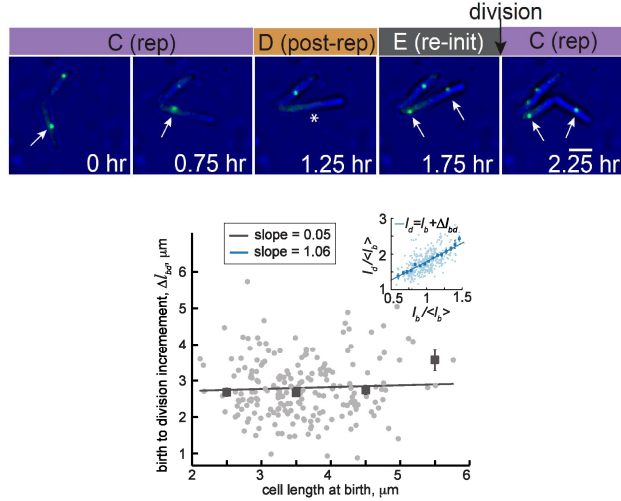 division
C (rep) D (post-rep) E (re-init) C (rep)
*
0 hr 0.75 hr 1.25 hr 1.75 hr 2.25 hr
slope = 0.05
slope = 1.06
birth to division incremement, Δl_bd, μm
6
5
4
3
2
1
2 3 4 5 6
cell length at birth, μm
l_d=l_b+Δl_bd
l_d/<l_b>
3
2
1
0.5 1.0 1.5
l_b/<l_b>